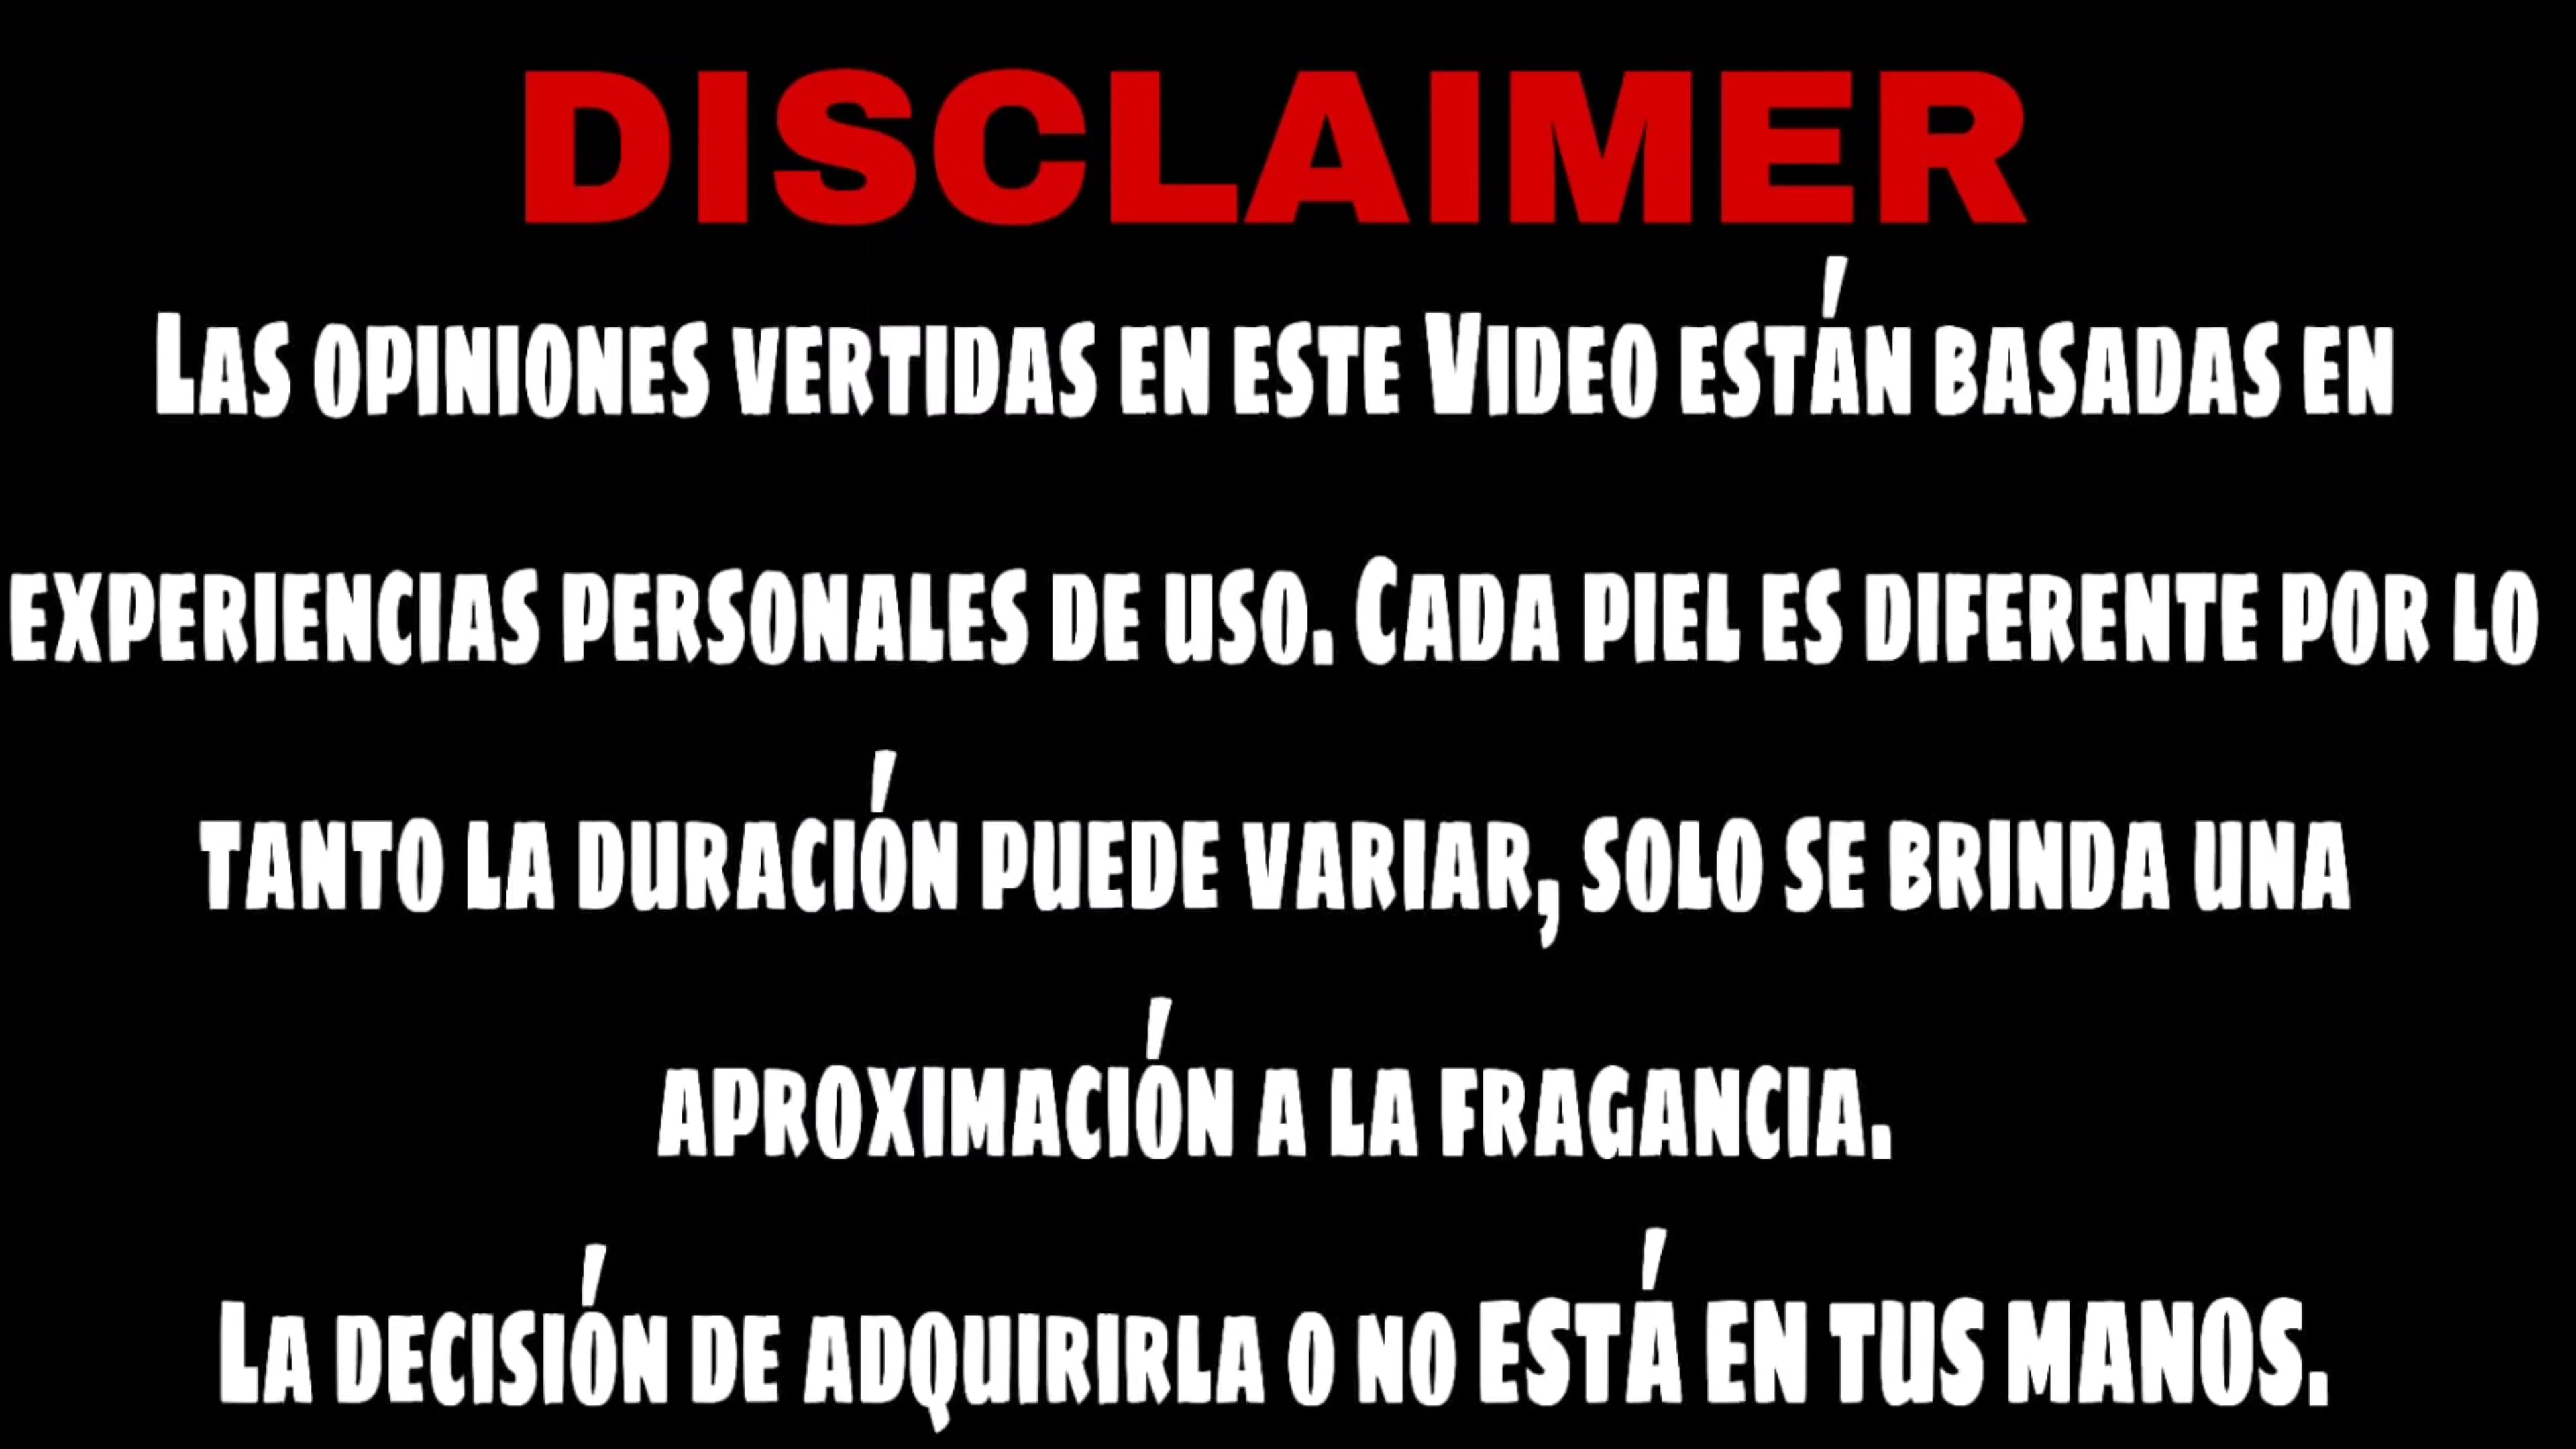 DISCLAIMER
Las opiniones vertidas en este Video están basadas en
experiencias personales de uso. Cada piel es diferente por lo
tanto la duración puede variar, solo se brinda una
aproximación a la fragancia.
La decisión de adquirirla o no ESTÁ EN TUS MANOS.